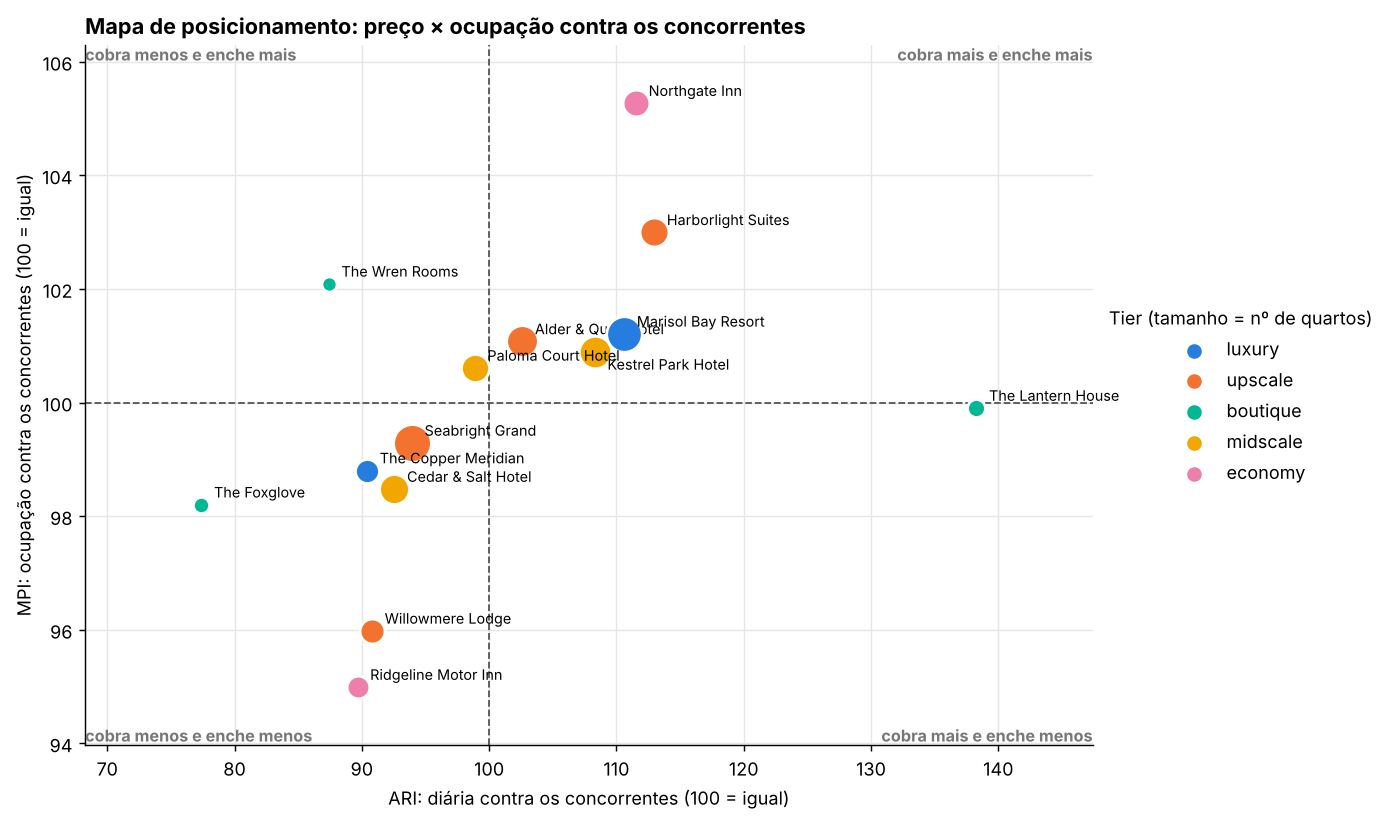 Mapa de posicionamento: preço × ocupação contra os concorrentes
cobra menos e enche mais
cobra mais e enche mais
106
104
102
100
98
96
94
MPI: ocupação contra os concorrentes (100 = igual)
Northgate Inn
Harborlight Suites
The Wren Rooms
Marisol Bay Resort
Alder &
Paloma Court Hotel
Kestrel Park Hotel
The Lantern House
Seabright Grand
The Copper Meridian
Cedar & Salt Hotel
The Foxglove
Willowmere Lodge
Ridgeline Motor Inn
cobra menos e enche menos
cobra mais e enche menos
70
80
90
100
110
120
130
140
ARI: diária contra os concorrentes (100 = igual)
Tier (tamanho = nº de quartos)
luxury
upscale
boutique
midscale
economy